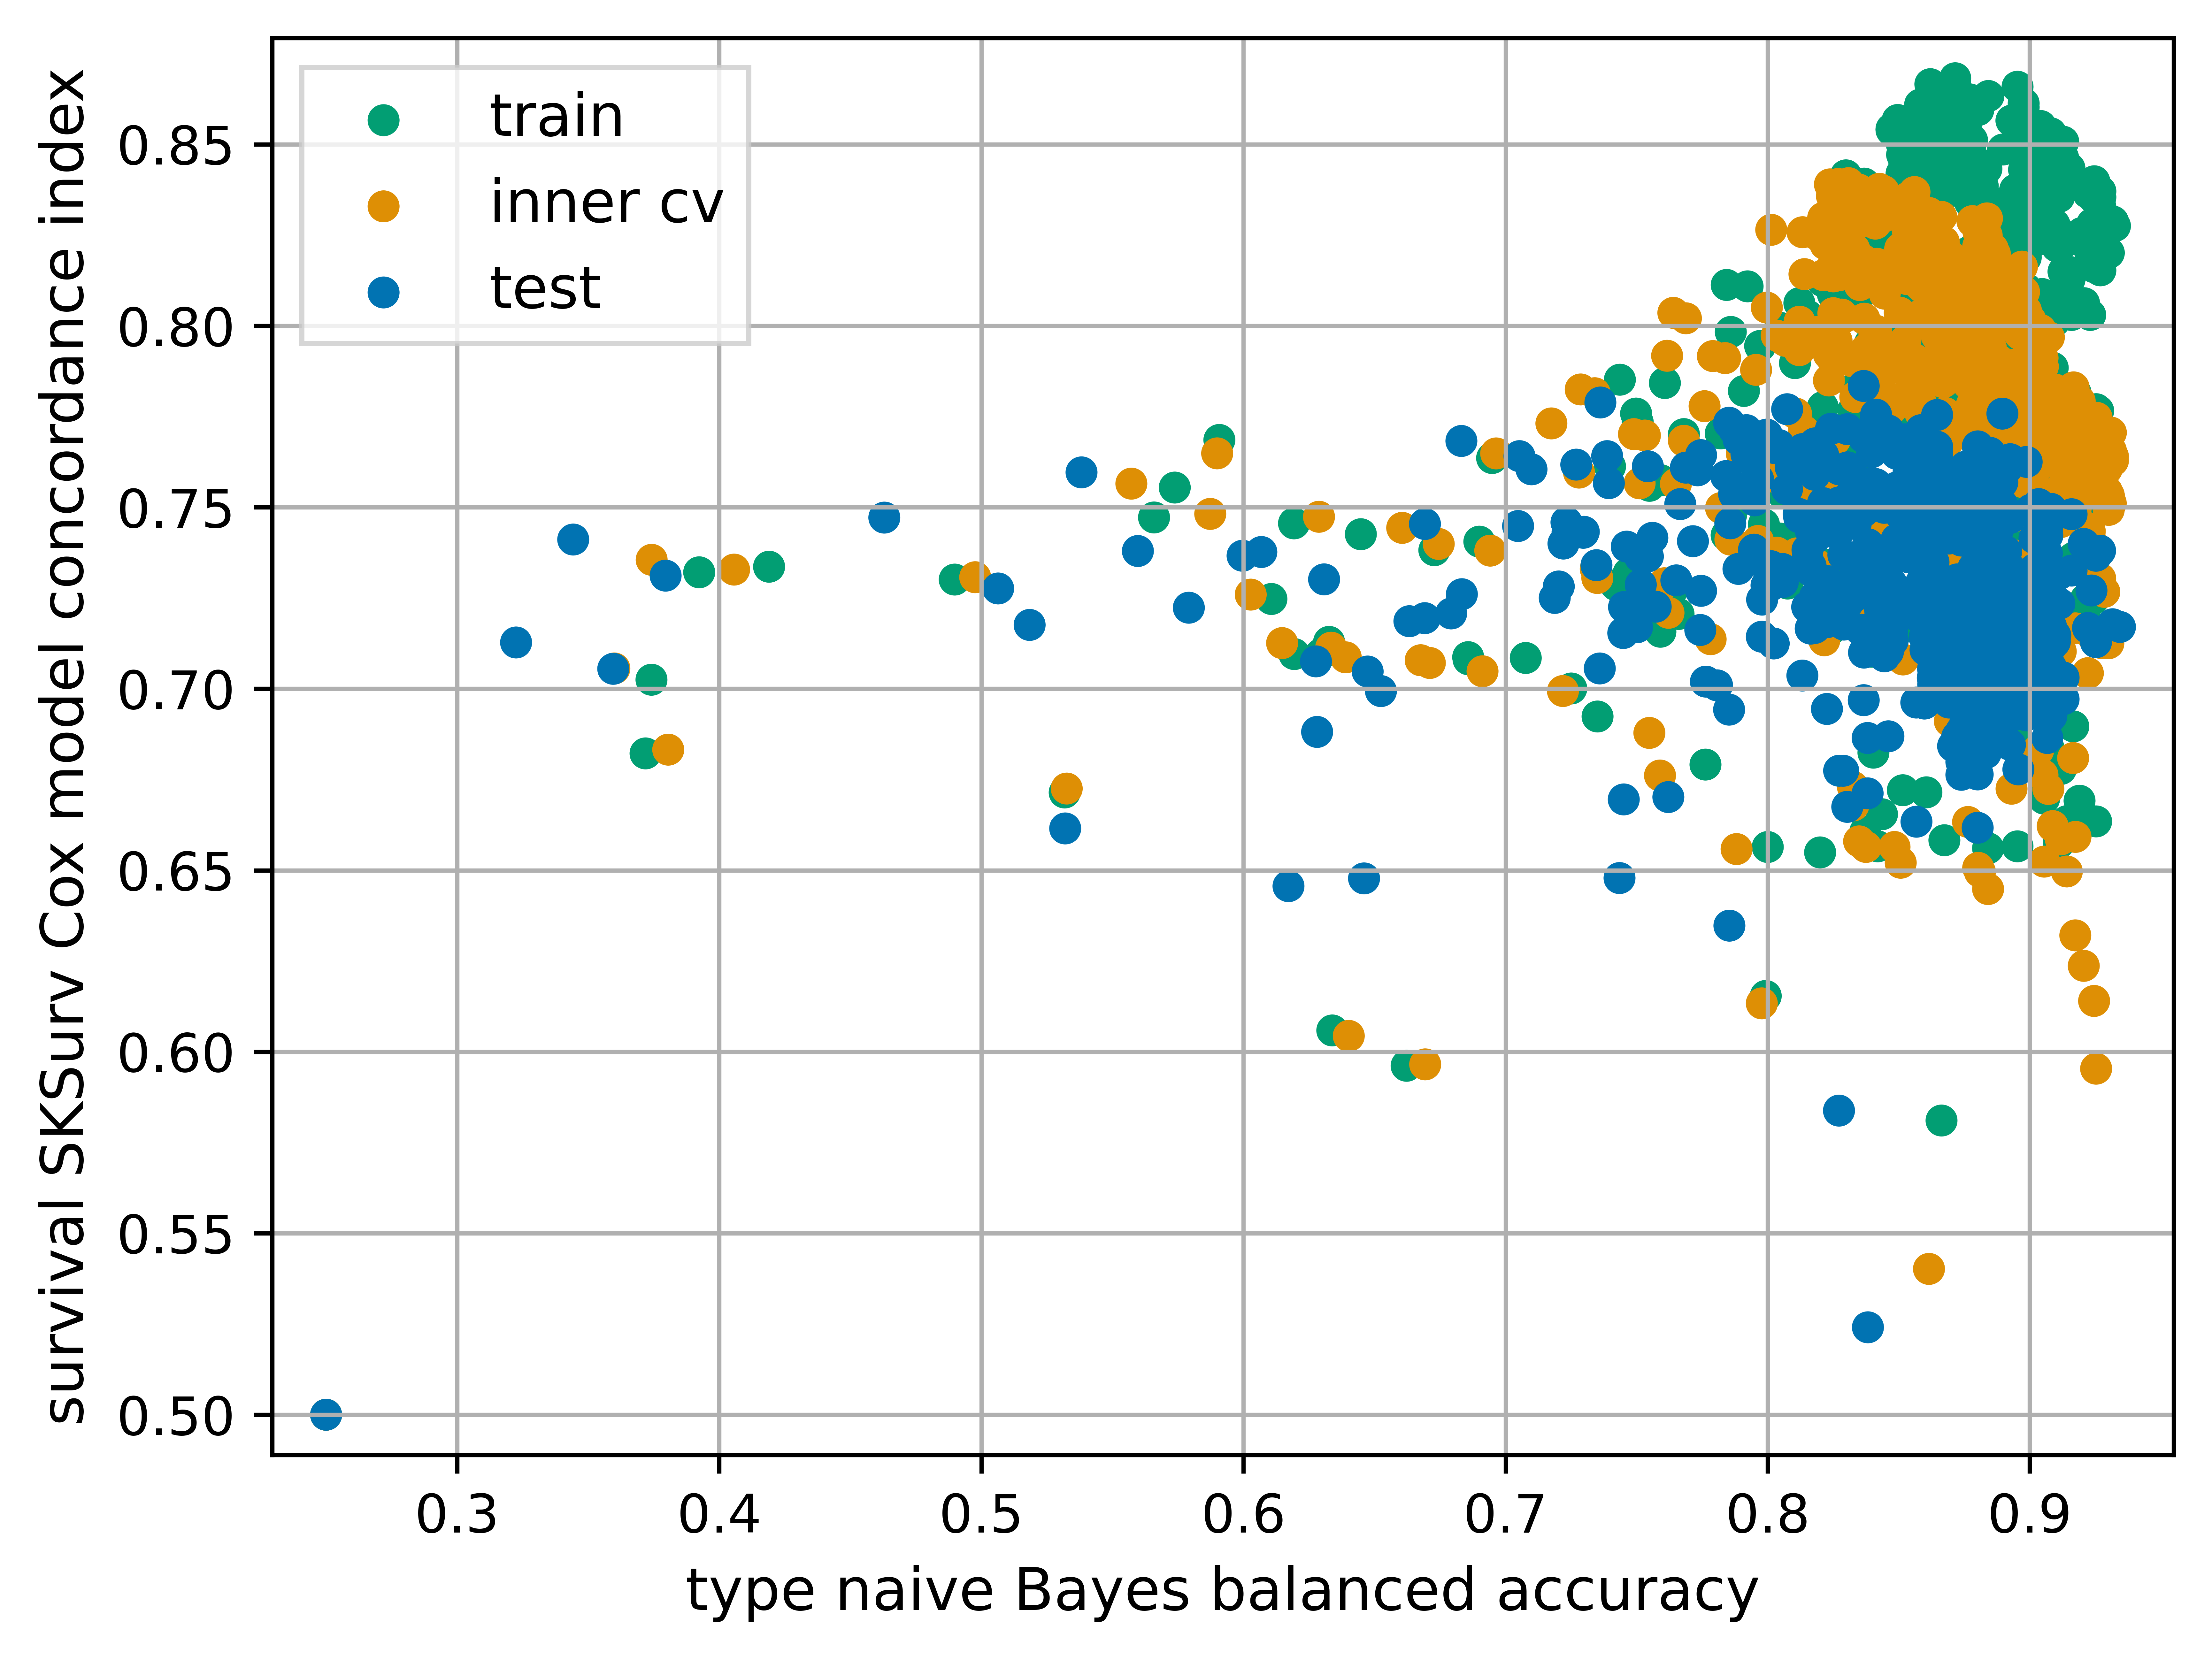 train
inner cv
test
survival SKSurv Cox model concordance index
0.85
0.80
0.75
0.70
0.65
0.60
0.55
0.50
0.3 0.4 0.5 0.6 0.7 0.8 0.9
type naive Bayes balanced accuracy